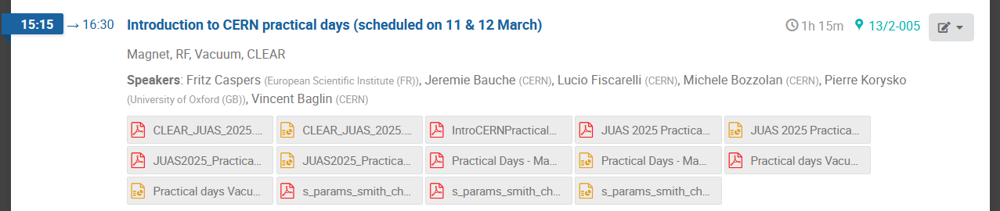 15:15 → 16:30 Introduction to CERN practical days (scheduled on 11 & 12 March) 1h 15m 13/2-005
Magnet, RF, Vacuum, CLEAR
Speakers: Fritz Caspers (European Scientific Institute (FR)), Jeremie Bauche (CERN), Lucio Fiscarelli (CERN), Michele Bozzolan (CERN), Pierre Korysko
(University of Oxford (GB)), Vincent Baglin (CERN)
CLEAR_JUAS_2025.... CLEAR_JUAS_2025.... IntroCERNPractical... JUAS 2025 Practica... JUAS 2025 Practica...
JUAS2025_Practica... JUAS2025_Practica... Practical Days - Ma... Practical Days - Ma... Practical days Vacu...
Practical days Vacu... s_params_smith_ch... s_params_smith_ch... s_params_smith_ch...